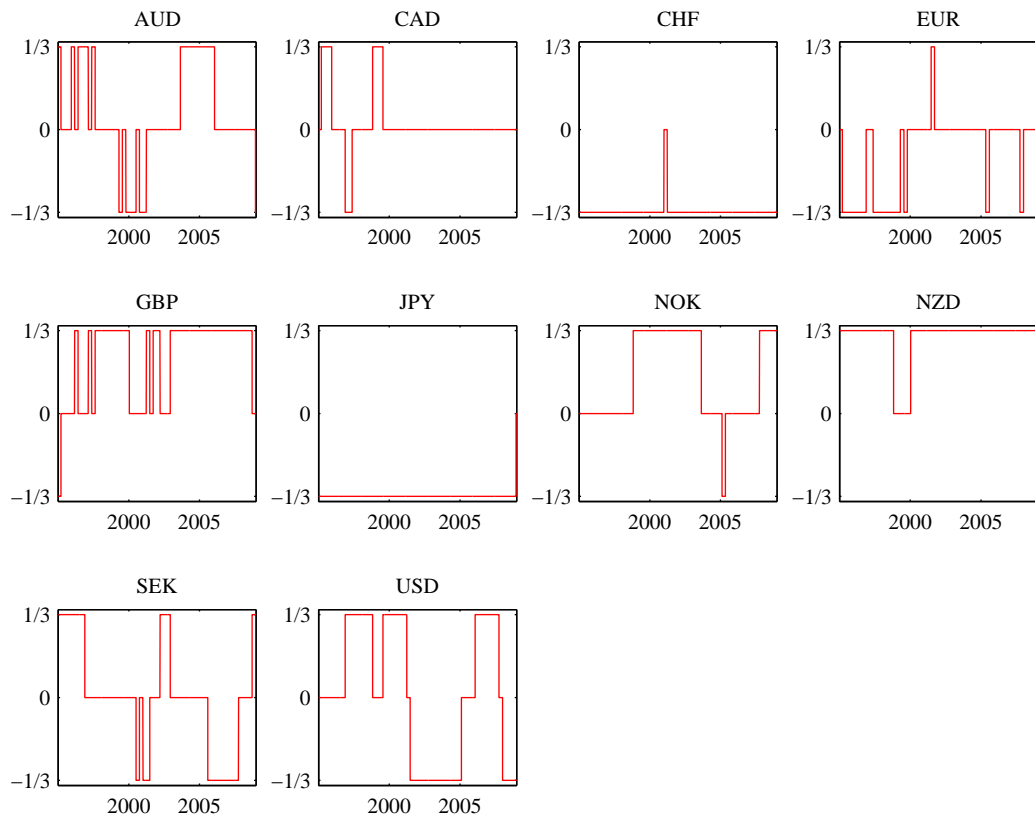 AUD CAD CHF EUR
1/3 1/3 1/3 1/3
0 0 0 0
−1/3 −1/3 −1/3 −1/3
2000 2005 2000 2005 2000 2005 2000 2005
GBP JPY NOK NZD
1/3 1/3 1/3 1/3
0 0 0 0
−1/3 −1/3 −1/3 −1/3
2000 2005 2000 2005 2000 2005 2000 2005
SEK USD
1/3 1/3
0 0
−1/3 −1/3
2000 2005 2000 2005